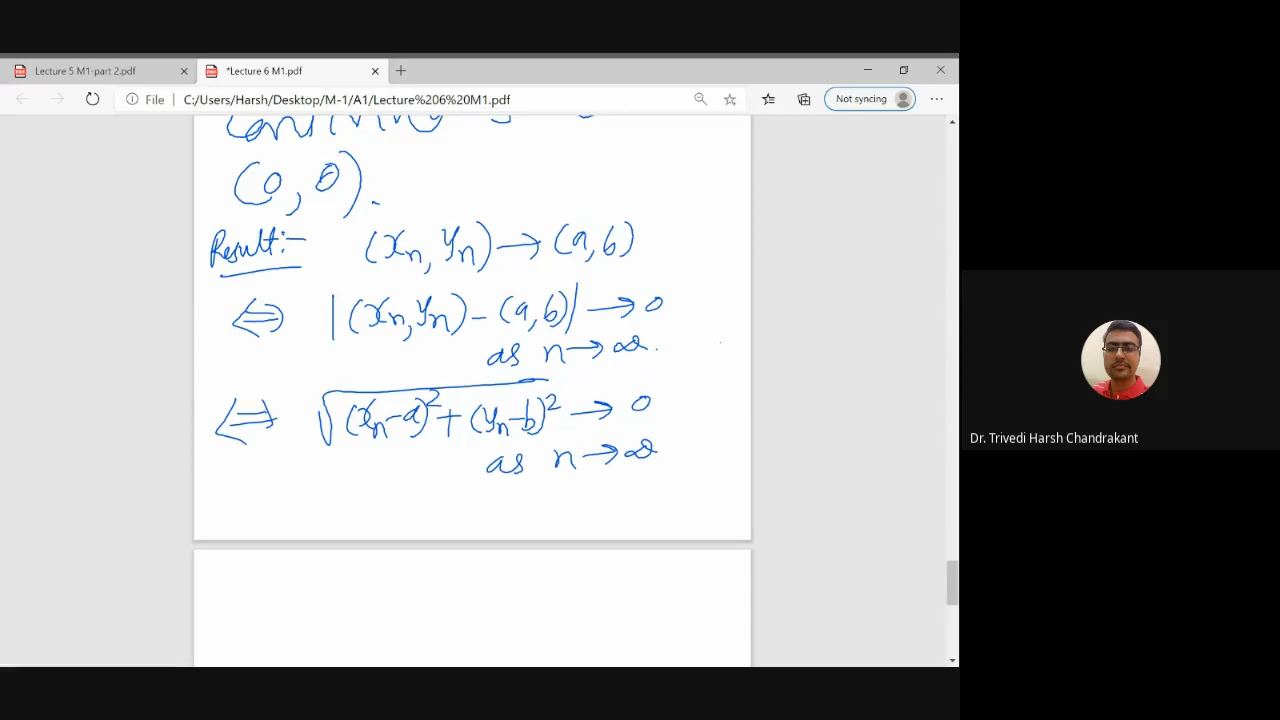 Lecture 5 M1-part 2.pdf
*Lecture 6 M1.pdf
File | C:/Users/Harsh/Desktop/M-1/A1/Lecture%206%20M1.pdf
Not syncing
(0, 0).
Result:- (xn, yn) → (a, b)
⇔ |(xn, yn) - (a, b)| → 0
as n → ∞.
⇔ √(xn-a)² + (yn-b)² → 0
as n → ∞
Dr. Trivedi Harsh Chandrakant